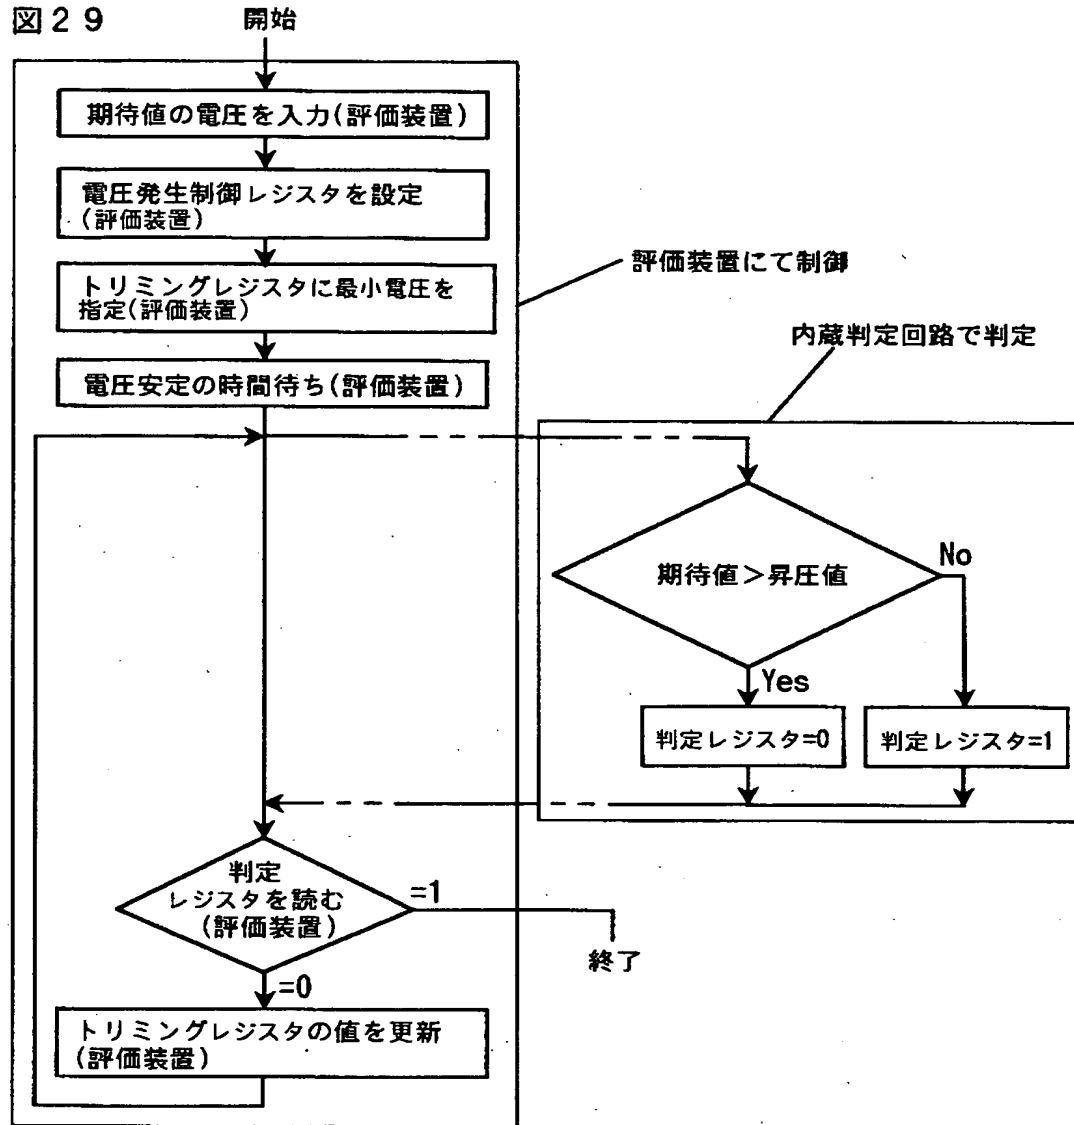 図29
開始
期待値の電圧を入力(評価装置)
電圧発生制御レジスタを設定
(評価装置)
トリミングレジスタに最小電圧を
指定(評価装置)
電圧安定の時間待ち(評価装置)
評価装置にて制御
内蔵判定回路で判定
期待値>昇圧値
No
Yes
判定レジスタ=0
判定レジスタ=1
判定
レジスタを読む
(評価装置)
=1
終了
=0
トリミングレジスタの値を更新
(評価装置)